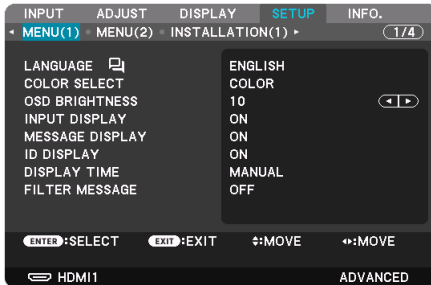 INPUT ADJUST DISPLAY SETUP INFO.
MENU(1) MENU(2) INSTALLATION(1) 1/4
LANGUAGE ENGLISH
COLOR SELECT COLOR
OSD BRIGHTNESS 10
INPUT DISPLAY ON
MESSAGE DISPLAY ON
ID DISPLAY ON
DISPLAY TIME MANUAL
FILTER MESSAGE OFF
ENTER:SELECT EXIT:EXIT :MOVE :MOVE
HDMI1 ADVANCED